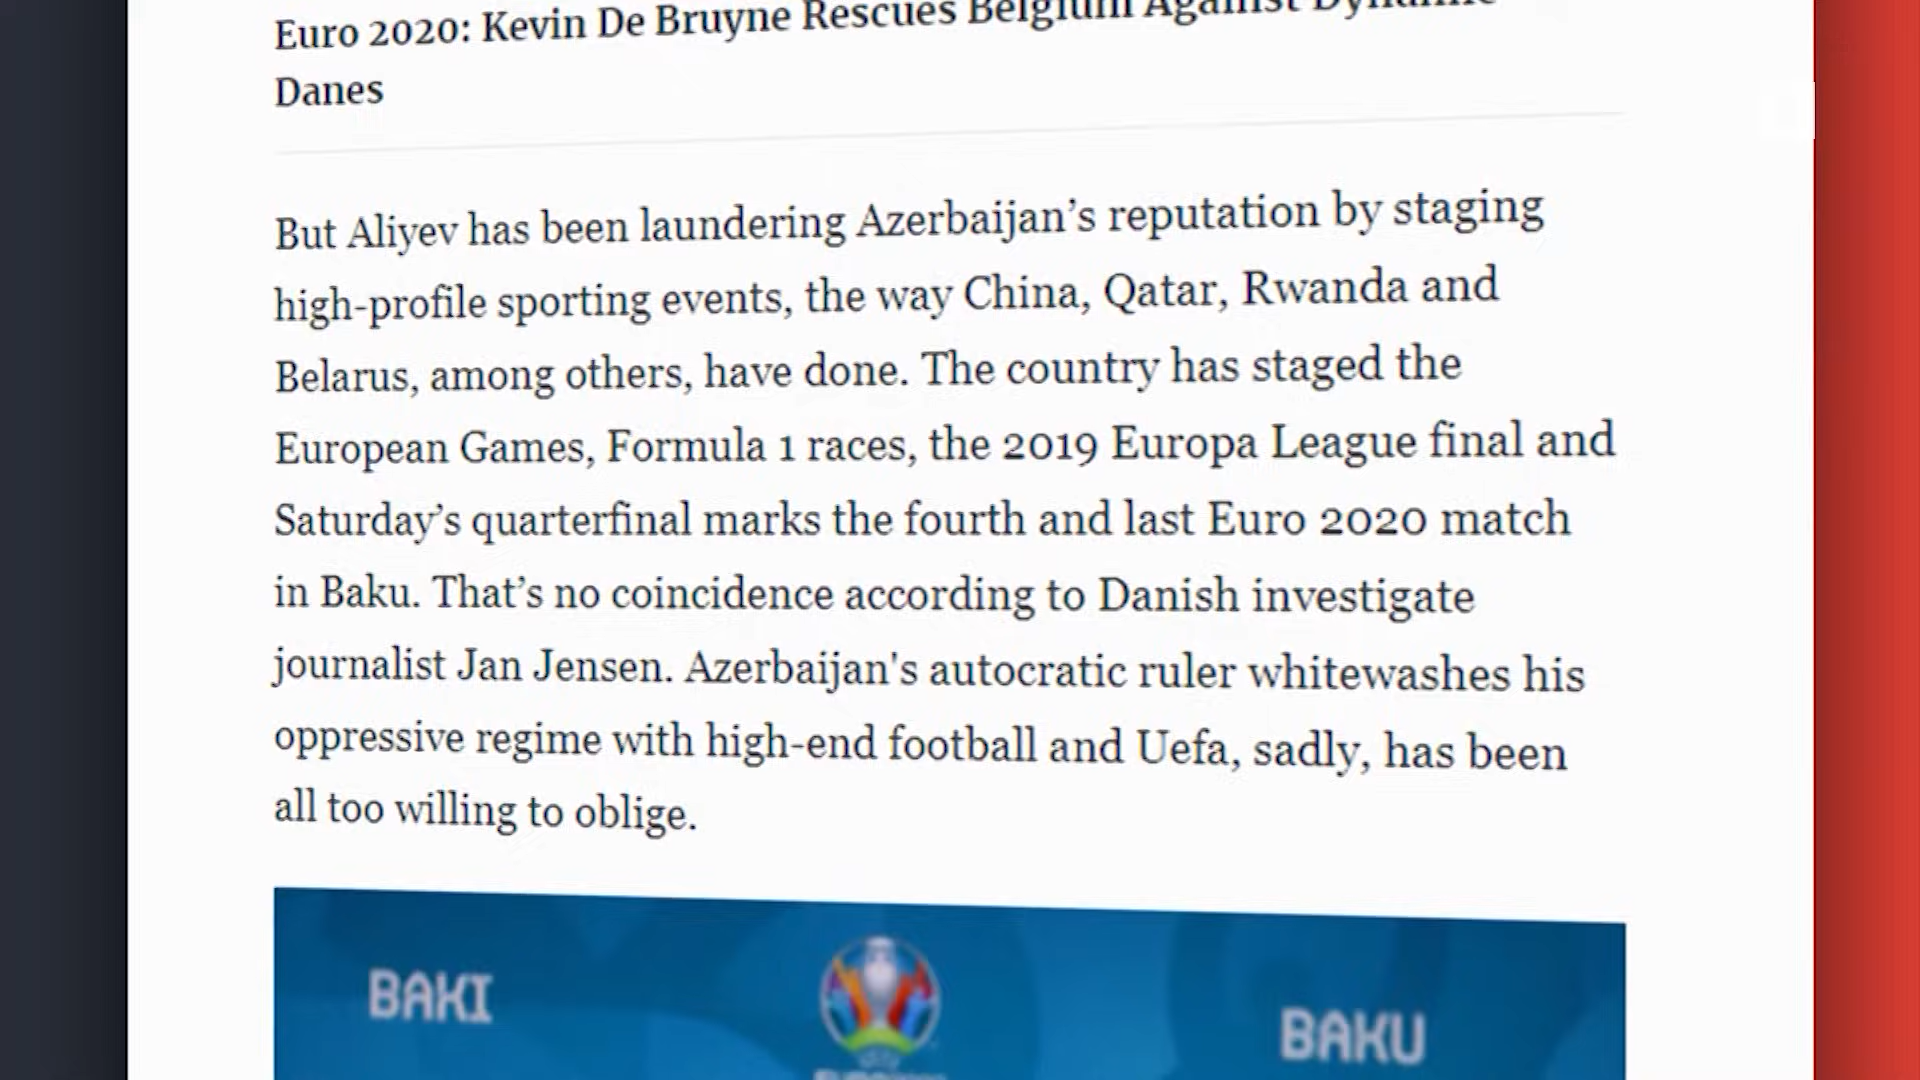 Euro 2020: Kevin De Bruyne Rescues Belgium Against Dynamic
Danes
But Aliyev has been laundering Azerbaijan’s reputation by staging
high-profile sporting events, the way China, Qatar, Rwanda and
Belarus, among others, have done. The country has staged the
European Games, Formula 1 races, the 2019 Europa League final and
Saturday’s quarterfinal marks the fourth and last Euro 2020 match
in Baku. That’s no coincidence according to Danish investigate
journalist Jan Jensen. Azerbaijan's autocratic ruler whitewashes his
oppressive regime with high-end football and Uefa, sadly, has been
all too willing to oblige.
BAKI
BAKU
UEFA